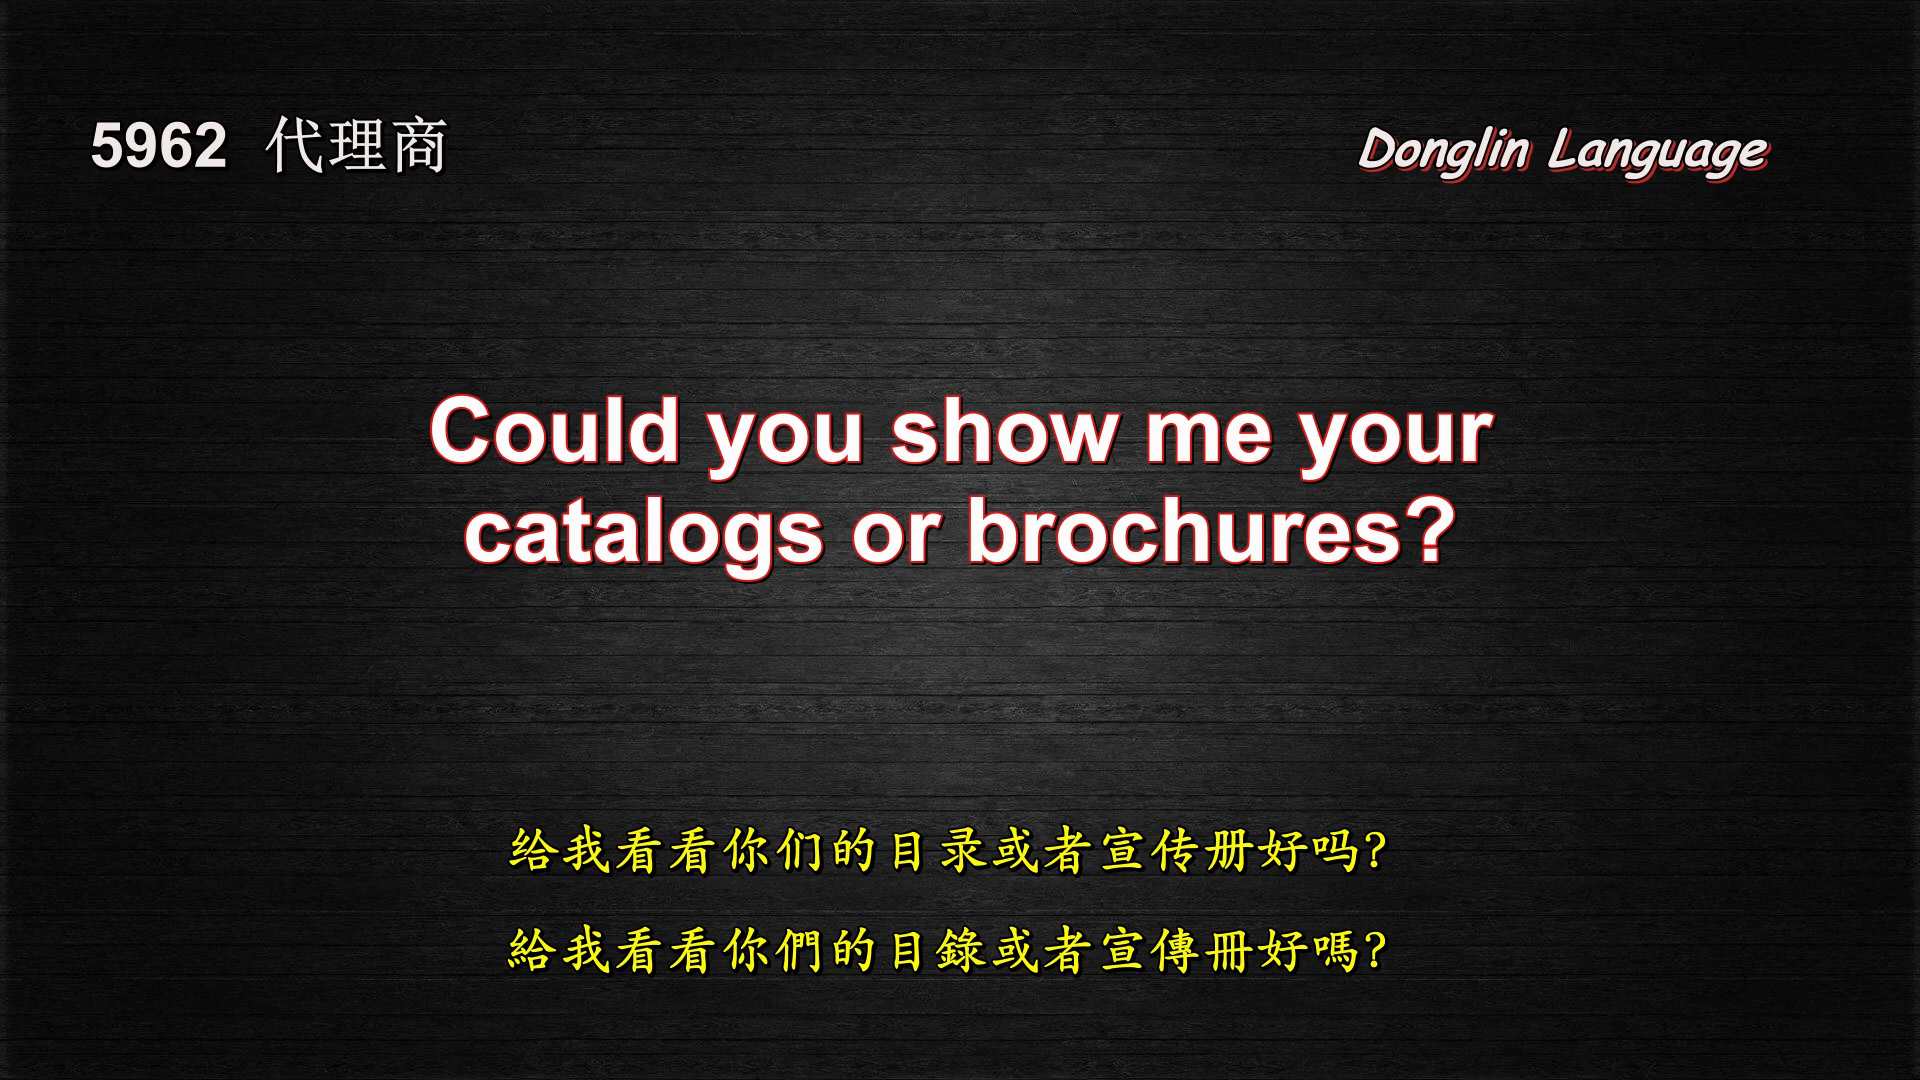 5962 代理商
Donglin Language
Could you show me your
catalogs or brochures?
给我看看你们的目录或者宣传册好吗?
給我看看你們的目錄或者宣傳冊好嗎?